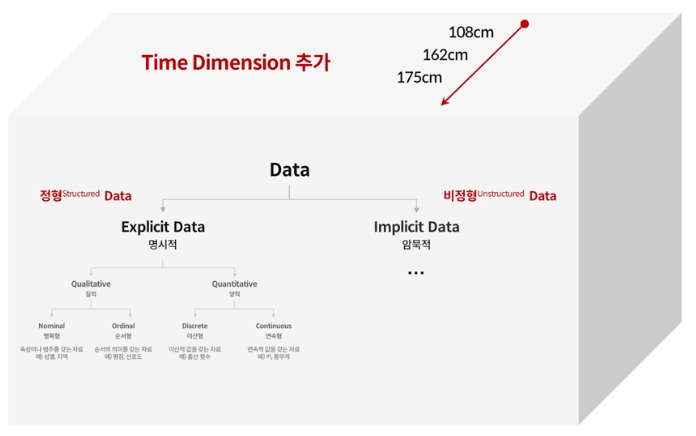 Time Dimension 추가
108cm
162cm
175cm
Data
정형Structured Data
비정형Unstructured Data
Explicit Data
명시적
Implicit Data
암묵적
...
Qualitative
질적
Quantitative
양적
Nominal
명목형
Ordinal
순서형
Discrete
이산형
Continuous
연속형
속성이나 범주를 갖는 자료
예) 성별, 지역
순서의 의미를 갖는 자료
예) 평점, 선호도
이산적 값을 갖는 자료
예) 출산 횟수
연속적 값을 갖는 자료
예) 키, 몸무게